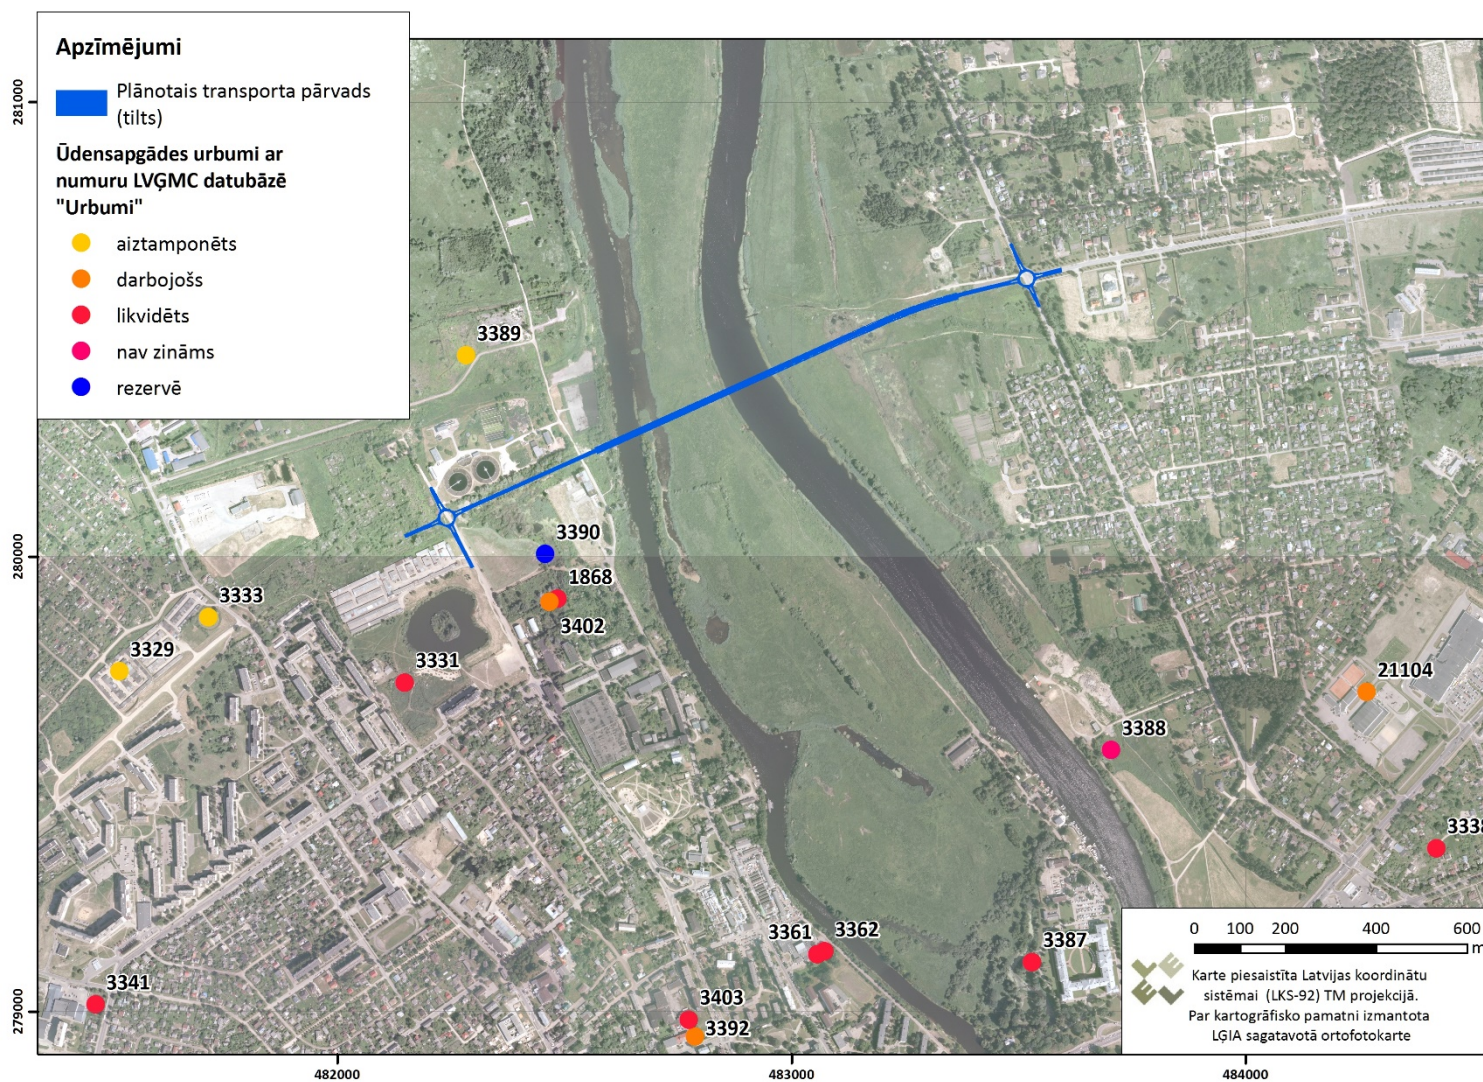 Apzīmējumi
Plānotais transporta pārvads
(tilts)
Ūdensapgādes urbumi ar
numuru LVĢMC datubāzē
"Urbumi"
aiztamponēts
darbojošs
likvidēts
nav zināms
rezervē
281000
280000
279000
3389
3390
1868
3402
3333
3329
3331
21104
3388
3338
3361
3362
3387
3341
3403
3392
0 100 200 400 600
m
Karte piesaistīta Latvijas koordinātu
sistēmai (LKS-92) TM projekcijā.
Par kartogrāfisko pamatni izmantota
LĢIA sagatavotā ortofotokarte
482000
483000
484000